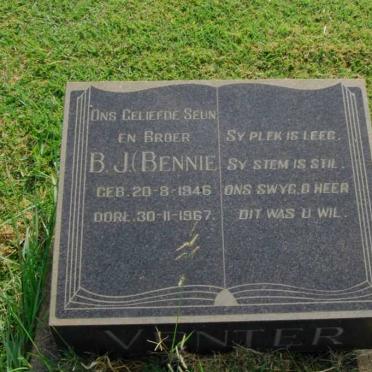 ONS GELIEFDE SEUN
EN BROER
B.J.(BENNIE
GEB. 20-8-1946
OORL. 30-11-1967.
SY PLEK IS LEEG.
SY STEM IS STIL.
ONS SWYG, O HEER
DIT WAS U WIL.
VENTER